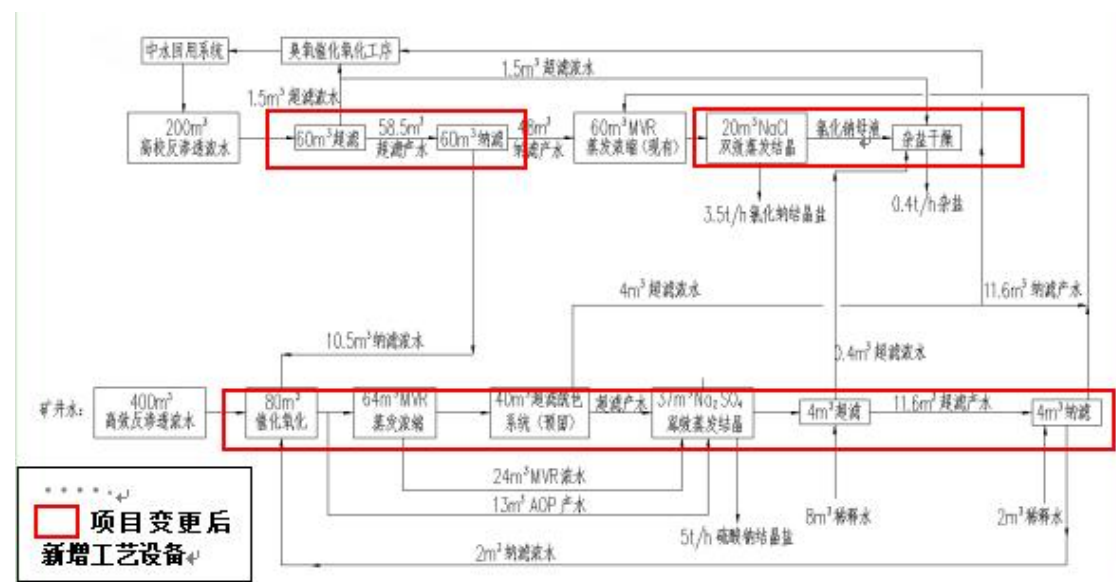 中水回用系统
臭氧催化氧化工序
1.5m³超滤浓水
1.5m³超滤浓水
200m³
高效反渗透浓水
60m³超滤
58.5m³
超滤产水
60m³纳滤
48m³
纳滤产水
60m³MVR
蒸发浓缩(现有)
20m³NaCl
双效蒸发结晶
氯化钠母液
杂盐干燥
3.5t/h氯化钠结晶盐
0.4t/h杂盐
4m³超滤浓水
11.6m³纳滤产水
10.5m³纳滤浓水
0.4m³超滤浓水
矿井水:
400m³
高效反渗透浓水
80m³
催化氧化
64m³MVR
蒸发浓缩
40m³超滤脱色
系统(预留)
超滤产水
37m³Na₂SO₄
双效蒸发结晶
4m³超滤
11.6m³超滤产水
4m³纳滤
24m³MVR浓水
13m³AOP产水
5t/h硫酸钠结晶盐
8m³稀释水
2m³稀释水
2m³纳滤浓水
项目变更后
新增工艺设备